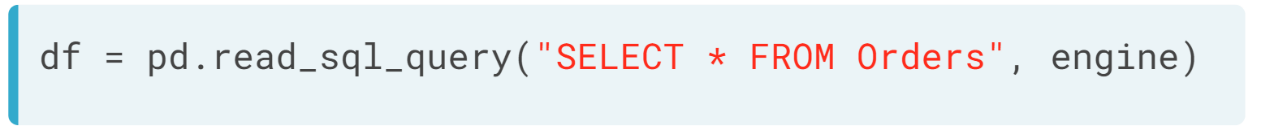 df = pd.read_sql_query("SELECT * FROM Orders", engine)